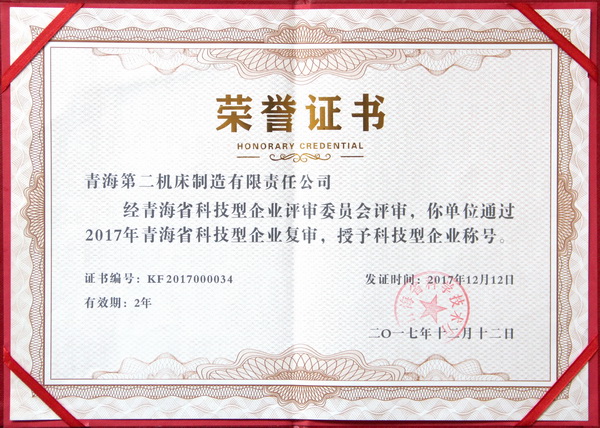 荣誉证书
HONORARY CREDENTIAL
青海第二机床制造有限责任公司
经青海省科技型企业评审委员会评审，你单位通过
2017年青海省科技型企业复审，授予科技型企业称号。
证书编号：KF2017000034
发证时间：2017年12月12日
有效期：2年
二〇一七年十二月十二日